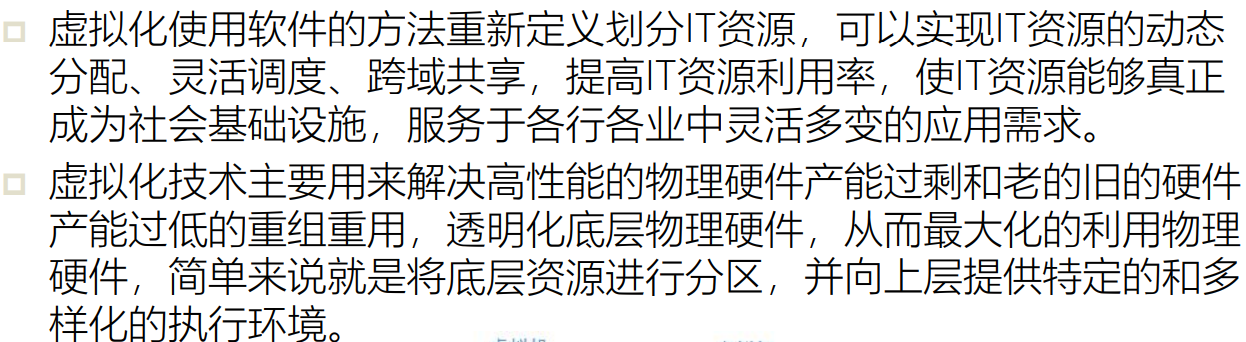 虚拟化使用软件的方法重新定义划分IT资源，可以实现IT资源的动态
分配、灵活调度、跨域共享，提高IT资源利用率，使IT资源能够真正
成为社会基础设施，服务于各行各业中灵活多变的应用需求。
虚拟化技术主要用来解决高性能的物理硬件产能过剩和老的旧的硬件
产能过低的重组重用，透明化底层物理硬件，从而最大化的利用物理
硬件，简单来说就是将底层资源进行分区，并向上层提供特定的和多
样化的执行环境。